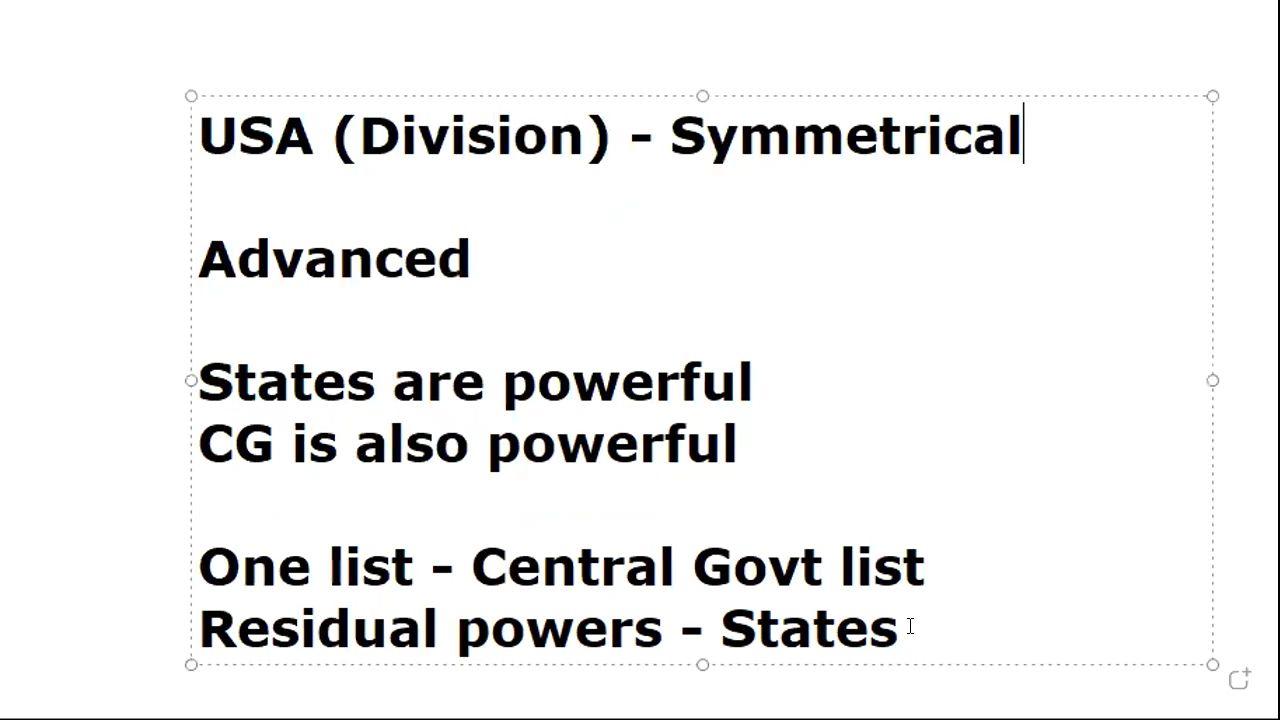 USA (Division) - Symmetrical
Advanced
States are powerful
CG is also powerful
One list - Central Govt list
Residual powers - States